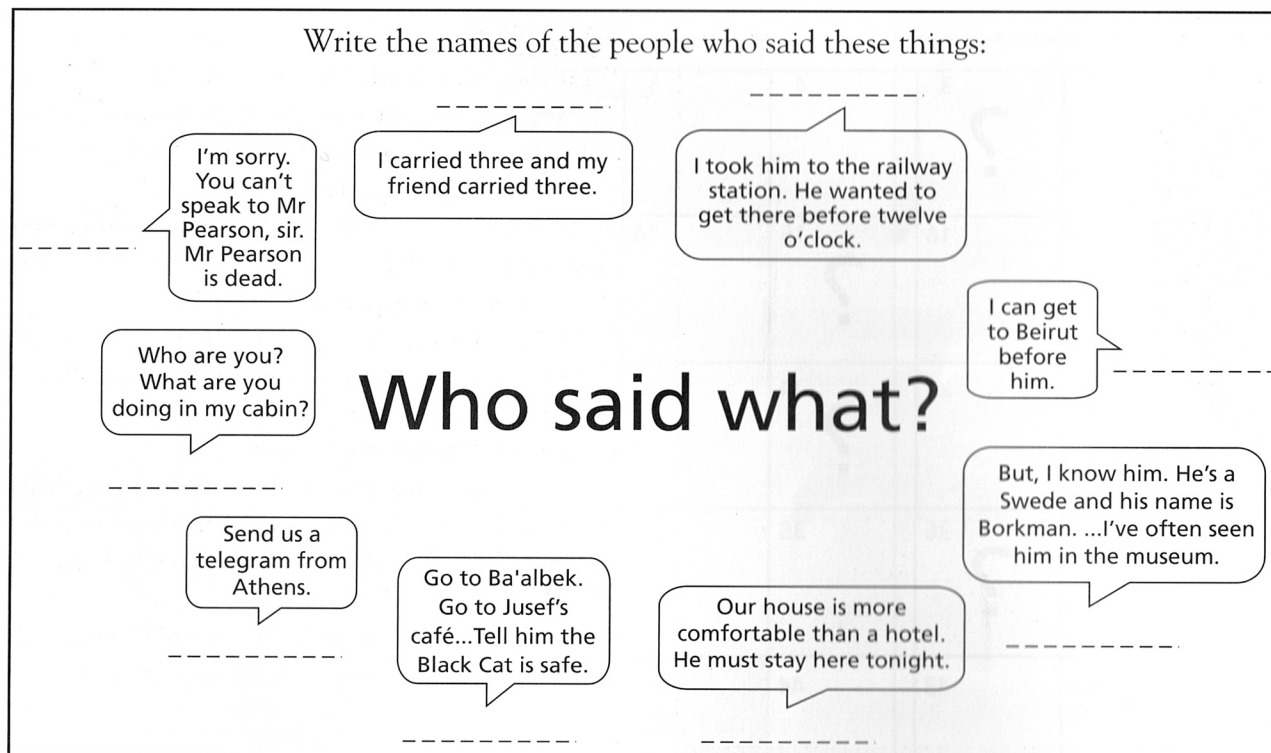 Write the names of the people who said these things:
I'm sorry.
You can't
speak to Mr
Pearson, sir.
Mr Pearson
is dead.
I carried three and my
friend carried three.
I took him to the railway
station. He wanted to
get there before twelve
o'clock.
I can get
to Beirut
before
him.
Who are you?
What are you
doing in my cabin?
Who said what?
But, I know him. He's a
Swede and his name is
Borkman. ...I've often seen
him in the museum.
Send us a
telegram from
Athens.
Go to Ba'albek.
Go to Jusef's
café...Tell him the
Black Cat is safe.
Our house is more
comfortable than a hotel.
He must stay here tonight.